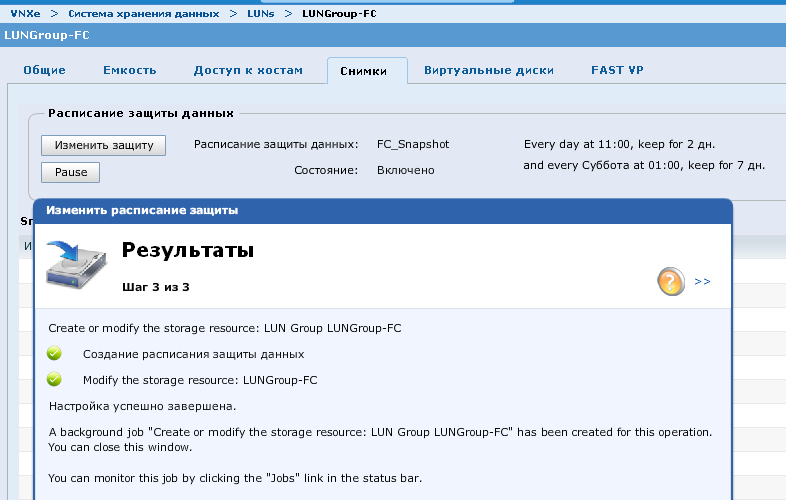 VNXe > Система хранения данных > LUNs > LUNGroup-FC
LUNGroup-FC
Общие Емкость Доступ к хостам Снимки Виртуальные диски FAST VP
Расписание защиты данных
Изменить защиту Расписание защиты данных: FC_Snapshot Every day at 11:00, keep for 2 дн.
and every Суббота at 01:00, keep for 7 дн.
Pause Состояние: Включено
Изменить расписание защиты
Результаты
Шаг 3 из 3
>>
Create or modify the storage resource: LUN Group LUNGroup-FC
Создание расписания защиты данных
Modify the storage resource: LUNGroup-FC
Настройка успешно завершена.
A background job "Create or modify the storage resource: LUN Group LUNGroup-FC" has been created for this operation.
You can close this window.
You can monitor this job by clicking the "Jobs" link in the status bar.